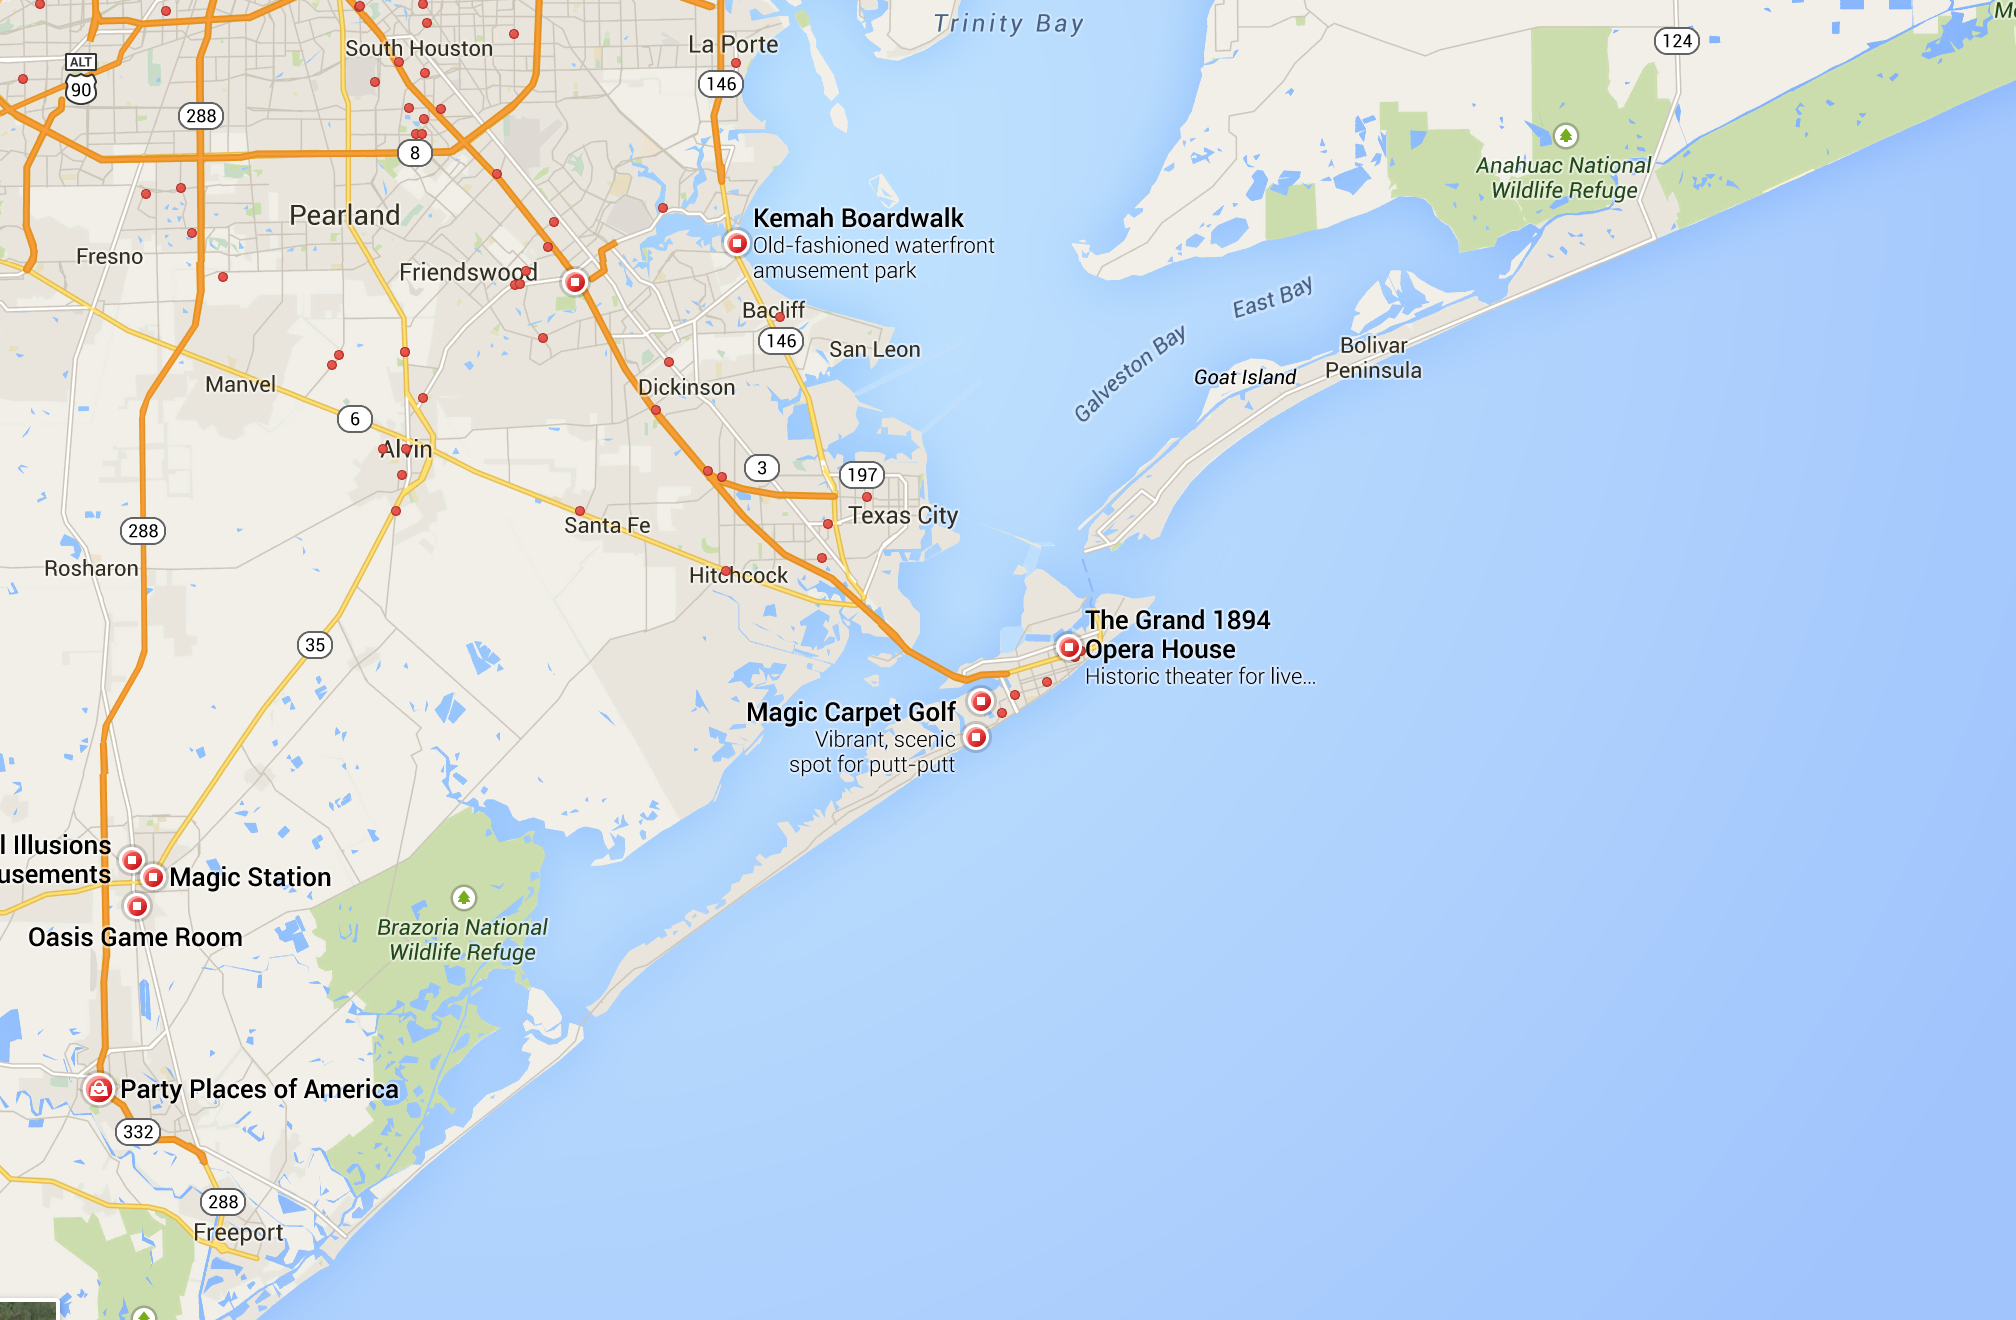 Trinity Bay
South Houston
La Porte
ALT
90
146
124
288
8
Anahuac National
Wildlife Refuge
Pearland
Kemah Boardwalk
Old-fashioned waterfront
amusement park
Fresno
Friendswood
East Bay
Bacliff
146
San Leon
Galveston Bay
Bolivar
Peninsula
Goat Island
Manvel
Dickinson
6
Alvin
3
197
Texas City
Santa Fe
288
Rosharon
Hitchcock
35
The Grand 1894
Opera House
Historic theater for live...
Magic Carpet Golf
Vibrant, scenic
spot for putt-putt
l Illusions
usements
Magic Station
Oasis Game Room
Brazoria National
Wildlife Refuge
Party Places of America
332
288
Freeport